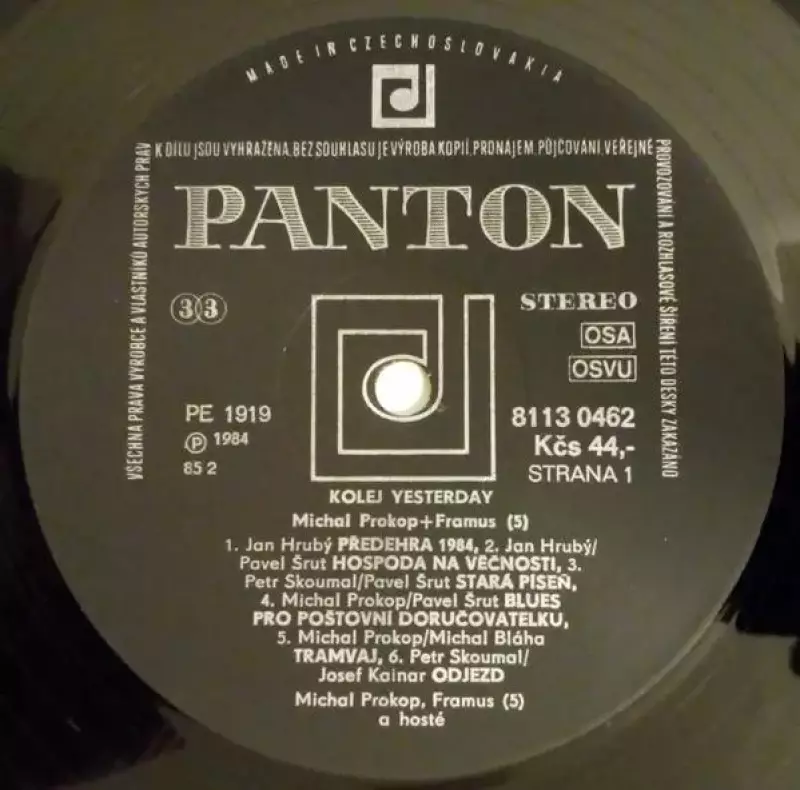 MADE IN CZECHOSLOVAKIA
VŠECHNA PRÁVA VÝROBCE A VLASTNÍKŮ AUTORSKÝCH PRÁV
K DÍLU JSOU VYHRAZENA. BEZ SOUHLASU JE VÝROBA KOPIÍ, PRONÁJEM, PŮJČOVÁNÍ, VEŘEJNÉ
PROVOZOVÁNÍ A ROZHLASOVÉ ŠÍŘENÍ TÉTO DESKY ZAKÁZÁNO
PANTON
33
STEREO
OSA
OSVU
PE 1919
Ⓟ 1984
85 2
8113 0462
Kčs 44,-
STRANA 1
KOLEJ YESTERDAY
Michal Prokop+Framus (5)
1. Jan Hrubý PŘEDEHRA 1984, 2. Jan Hrubý/
Pavel Šrut HOSPODA NA VĚČNOSTI, 3.
Petr Skoumal/Pavel Šrut STARÁ PÍSEŇ,
4. Michal Prokop/Pavel Šrut BLUES
PRO POŠTOVNÍ DORUČOVATELKU,
5. Michal Prokop/Michal Bláha
TRAMVAJ, 6. Petr Skoumal/
Josef Kainar ODJEZD
Michal Prokop, Framus (5)
a hosté